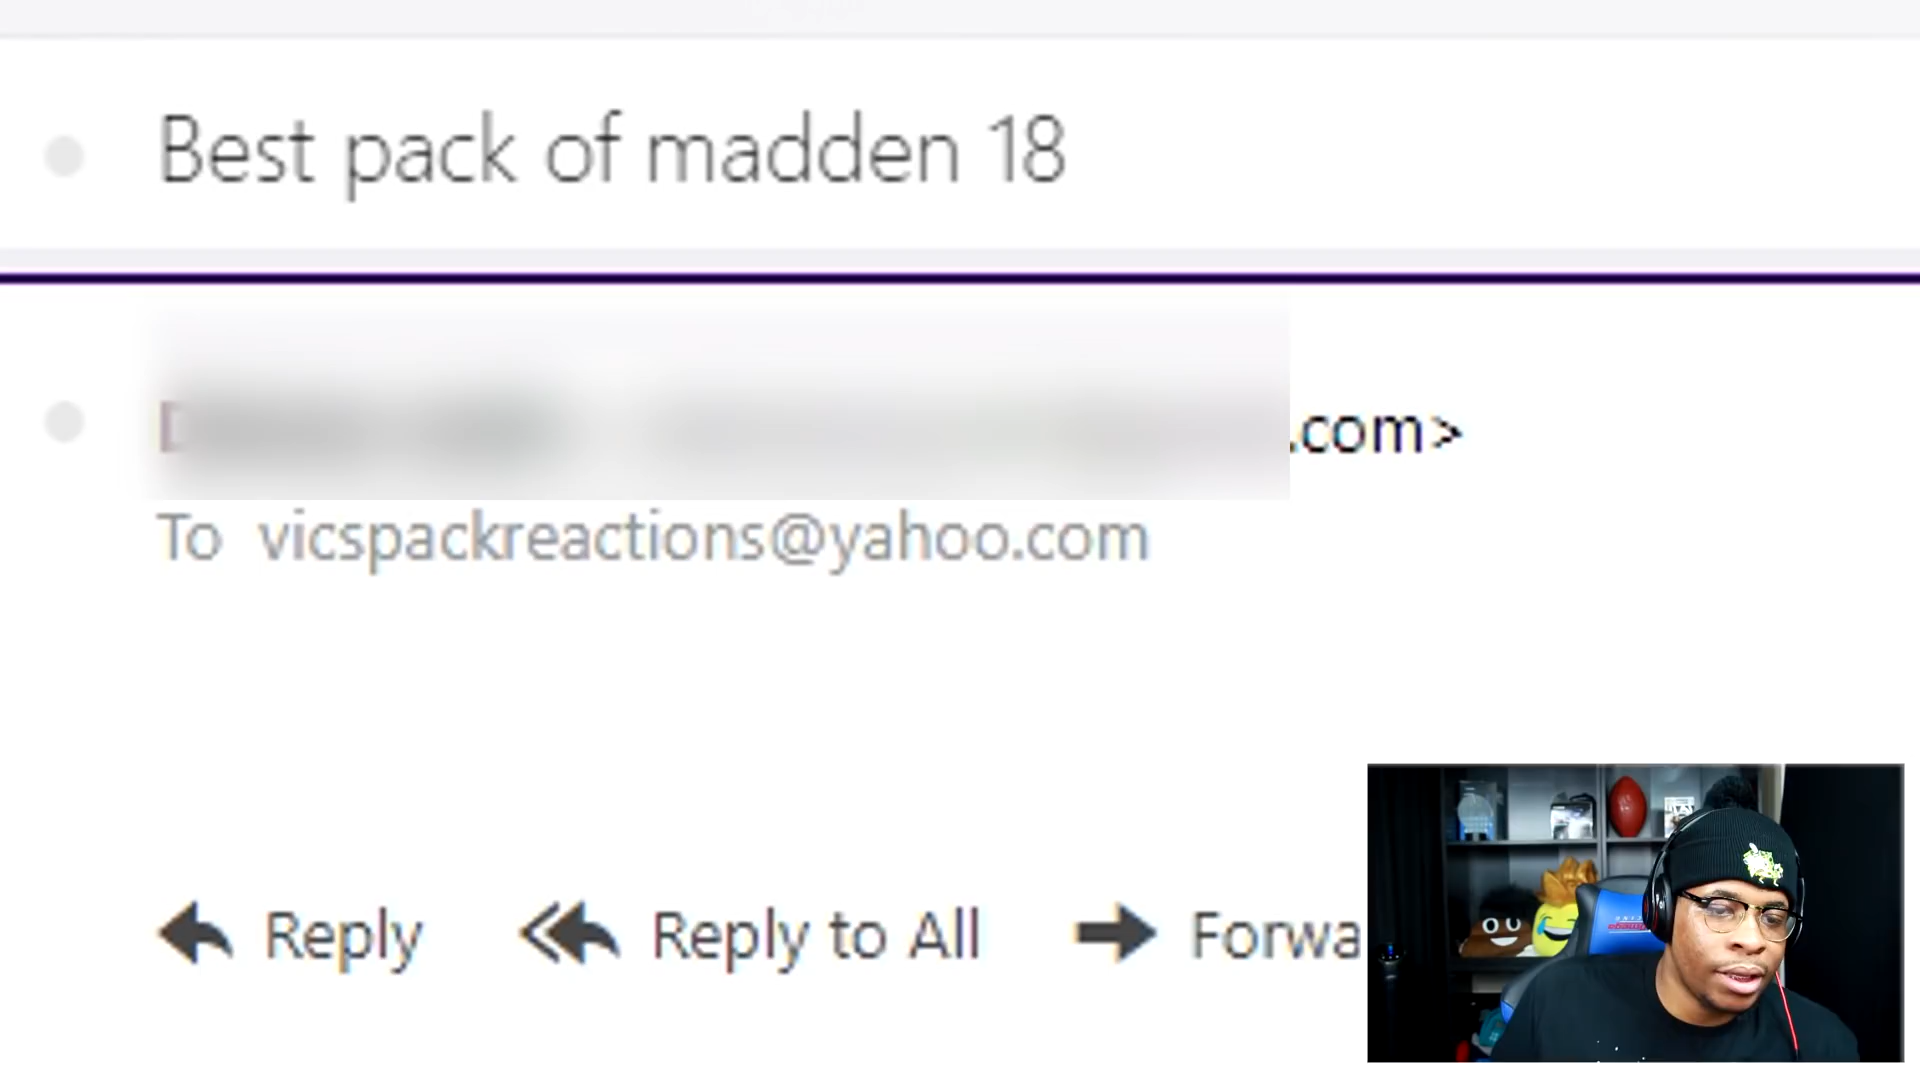 Best pack of madden 18
.com>
To vicspackreactions@yahoo.com
Reply Reply to All Forwa